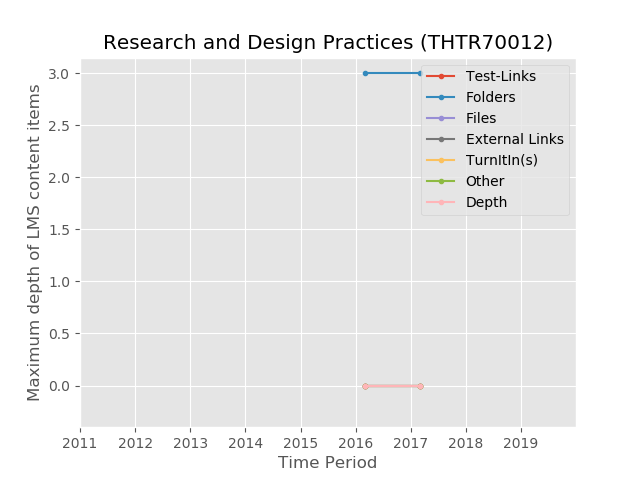 Research and Design Practices (THTR70012)
Maximum depth of LMS content items
3.0
2.5
2.0
1.5
1.0
0.5
0.0
Test-Links
Folders
Files
External Links
TurnItIn(s)
Other
Depth
2011 2012 2013 2014 2015 2016 2017 2018 2019
Time Period